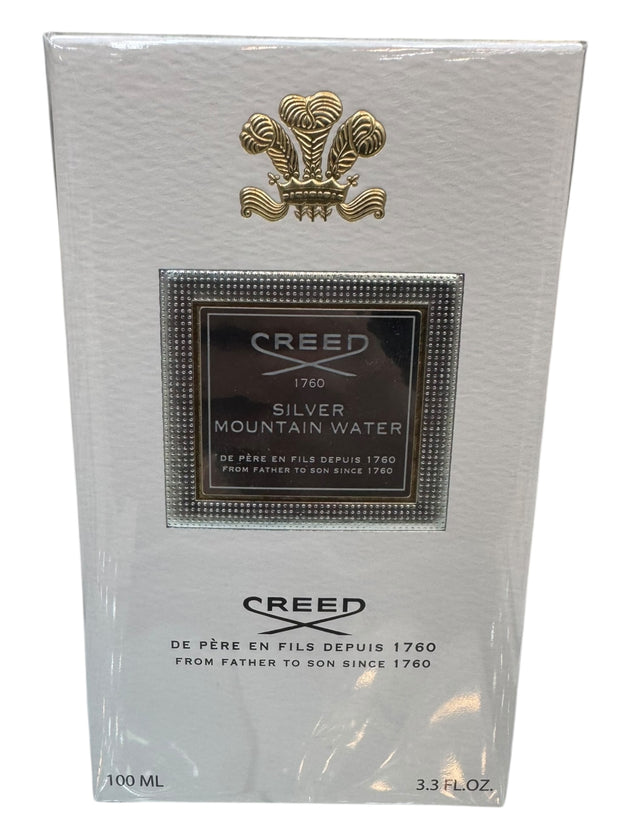 CREED
1760
SILVER
MOUNTAIN WATER
DE PÈRE EN FILS DEPUIS 1760
FROM FATHER TO SON SINCE 1760
CREED
DE PÈRE EN FILS DEPUIS 1760
FROM FATHER TO SON SINCE 1760
100 ML
3.3 FL.OZ.